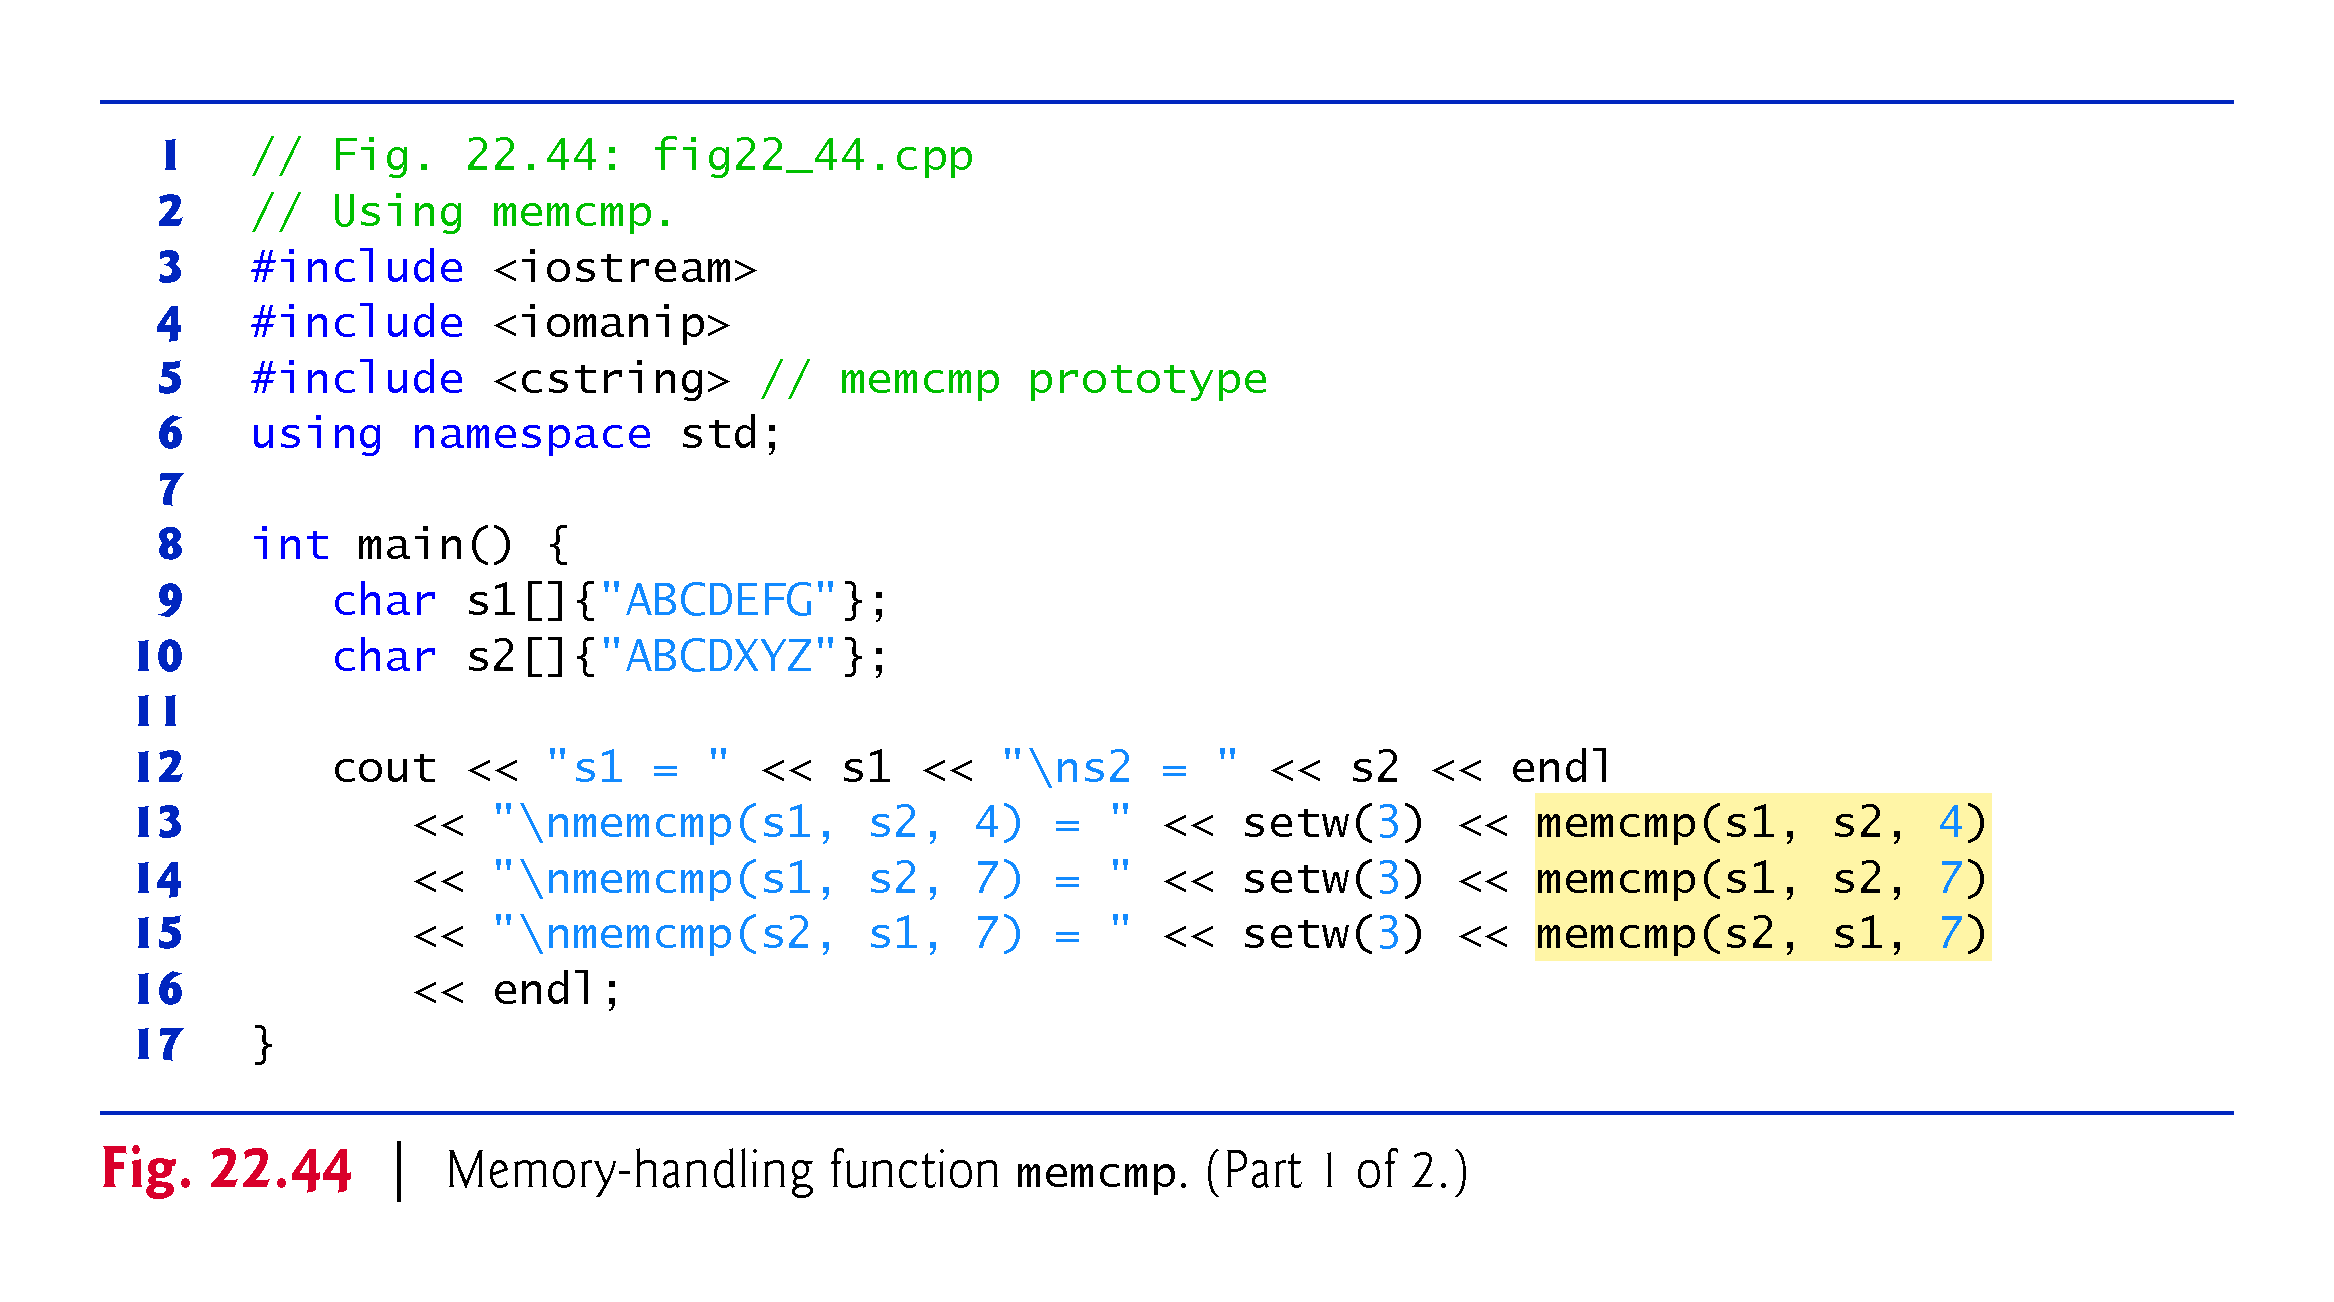 1 // Fig. 22.44: fig22_44.cpp
2 // Using memcmp.
3 #include <iostream>
4 #include <iomanip>
5 #include <cstring> // memcmp prototype
6 using namespace std;
7
8 int main() {
9    char s1[]{"ABCDEFG"};
10    char s2[]{"ABCDXYZ"};
11
12    cout << "s1 = " << s1 << "\ns2 = " << s2 << endl
13       << "\nmemcmp(s1, s2, 4) = " << setw(3) << memcmp(s1, s2, 4)
14       << "\nmemcmp(s1, s2, 7) = " << setw(3) << memcmp(s1, s2, 7)
15       << "\nmemcmp(s2, s1, 7) = " << setw(3) << memcmp(s2, s1, 7)
16       << endl;
17 }
Fig. 22.44 | Memory-handling function memcmp. (Part 1 of 2.)